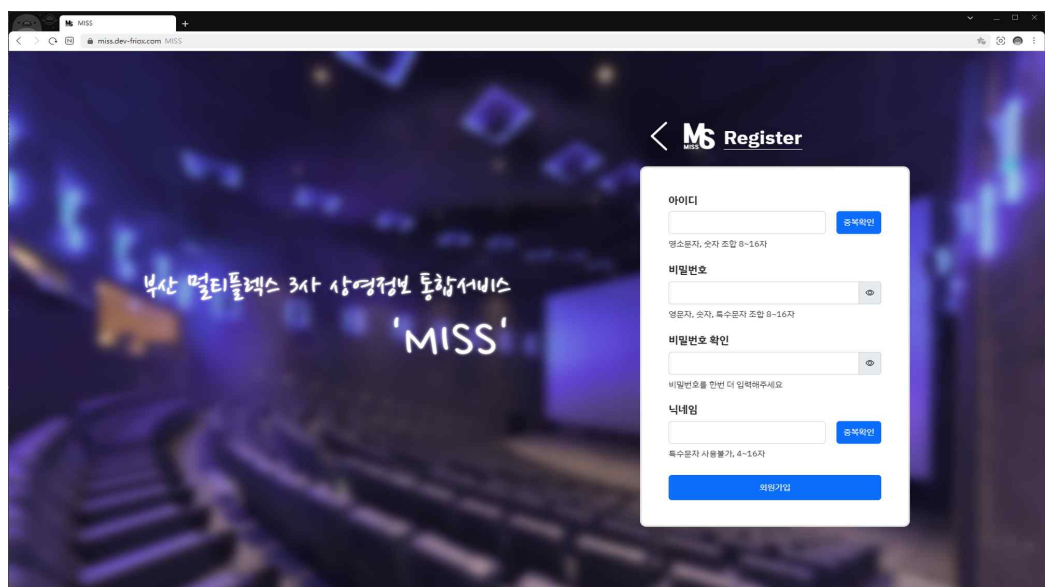 MISS
miss.dev-friox.com MISS
MS MISS Register
아이디
중복확인
영소문자, 숫자 조합 8~16자
비밀번호
영문자, 숫자, 특수문자 조합 8~16자
비밀번호 확인
비밀번호를 한번 더 입력해주세요
닉네임
중복확인
특수문자 사용불가, 4~16자
회원가입
부산 멀티플렉스 3사 상영정보 통합서비스
'MISS'